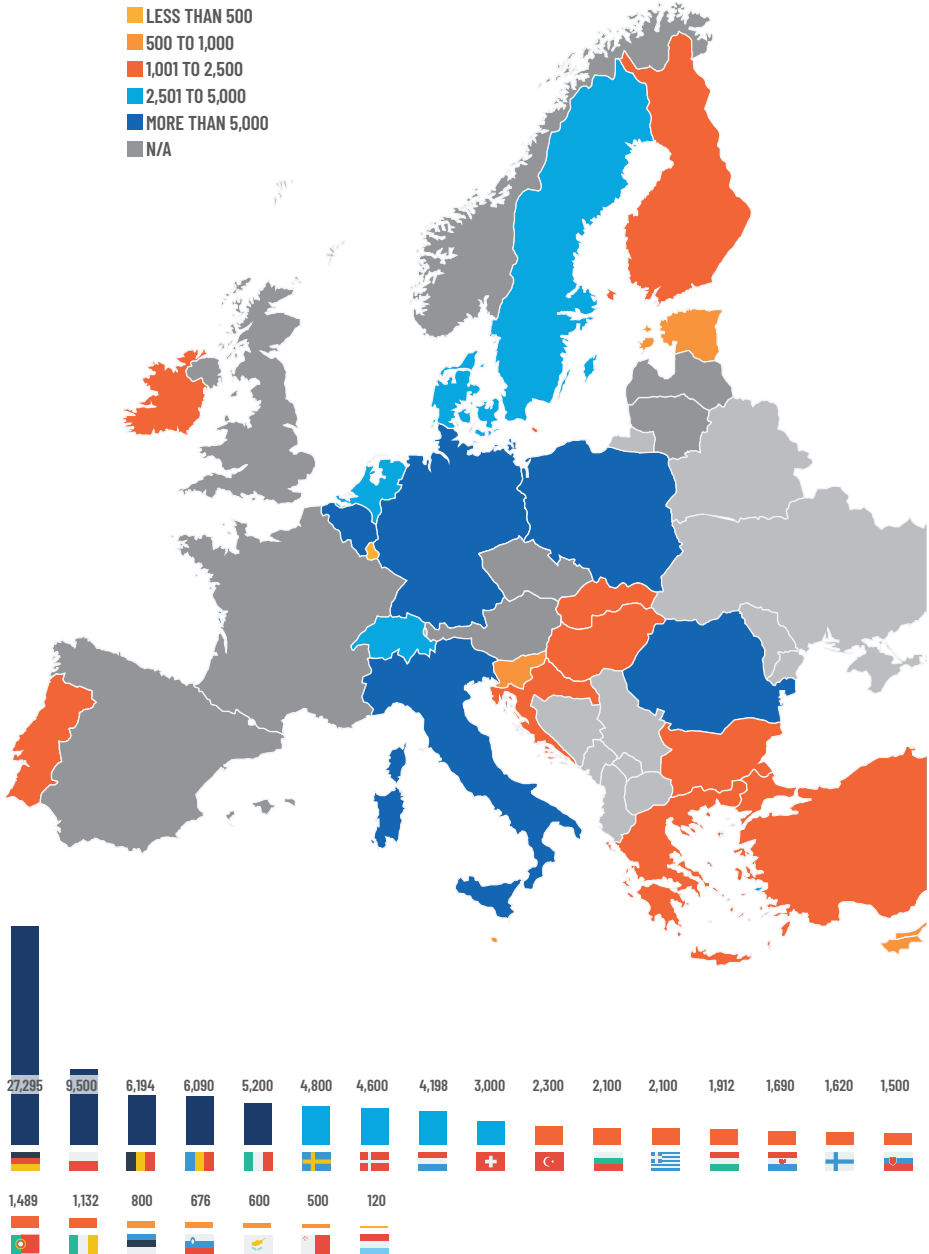 LESS THAN 500
500 TO 1,000
1,001 TO 2,500
2,501 TO 5,000
MORE THAN 5,000
N/A
27,295 9,500 6,194 6,090 5,200 4,800 4,600 4,198 3,000 2,300 2,100 2,100 1,912 1,890 1,620 1,500
1,489 1,132 800 676 600 500 120